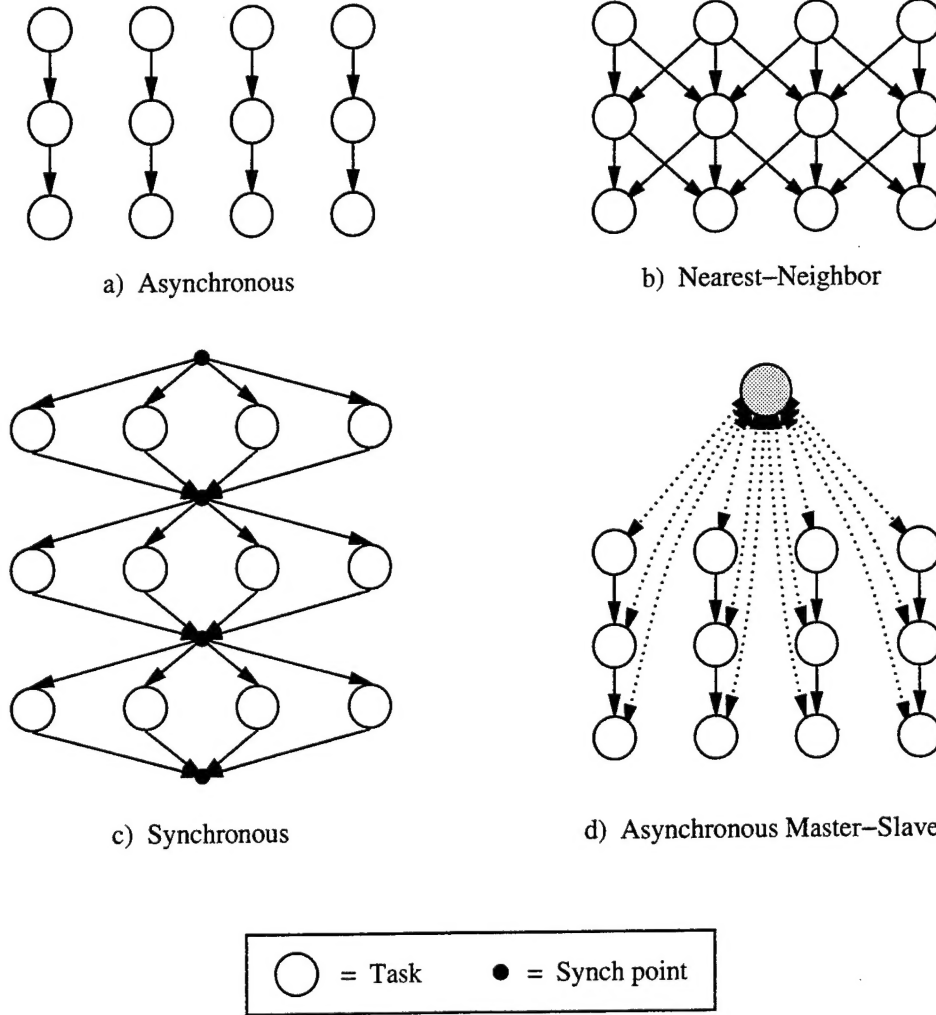 a) Asynchronous
b) Nearest–Neighbor
c) Synchronous
d) Asynchronous Master–Slave
= Task
= Synch point